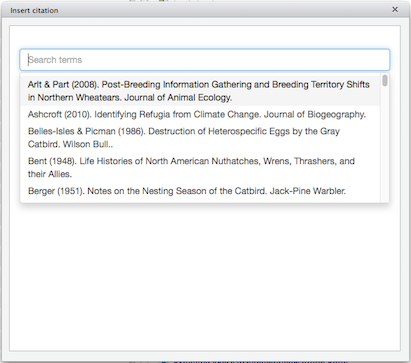 Insert citation
Search terms
Arlt & Part (2008). Post-Breeding Information Gathering and Breeding Territory Shifts
in Northern Wheatears. Journal of Animal Ecology.
Ashcroft (2010). Identifying Refugia from Climate Change. Journal of Biogeography.
Belles-Isles & Picman (1986). Destruction of Heterospecific Eggs by the Gray
Catbird. Wilson Bull..
Bent (1948). Life Histories of North American Nuthatches, Wrens, Thrashers, and
their Allies.
Berger (1951). Notes on the Nesting Season of the Catbird. Jack-Pine Warbler.